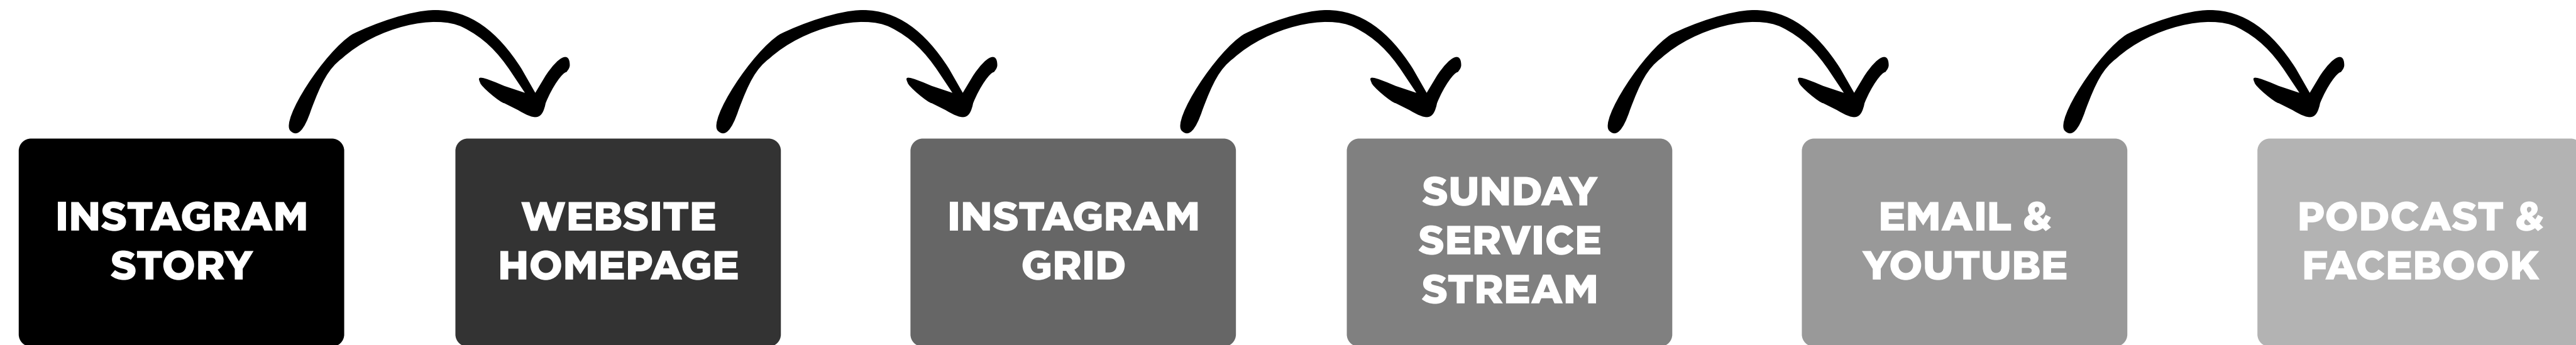 INSTAGRAM
STORY
WEBSITE
HOMEPAGE
INSTAGRAM
GRID
SUNDAY
SERVICE
STREAM
EMAIL &
YOUTUBE
PODCAST &
FACEBOOK